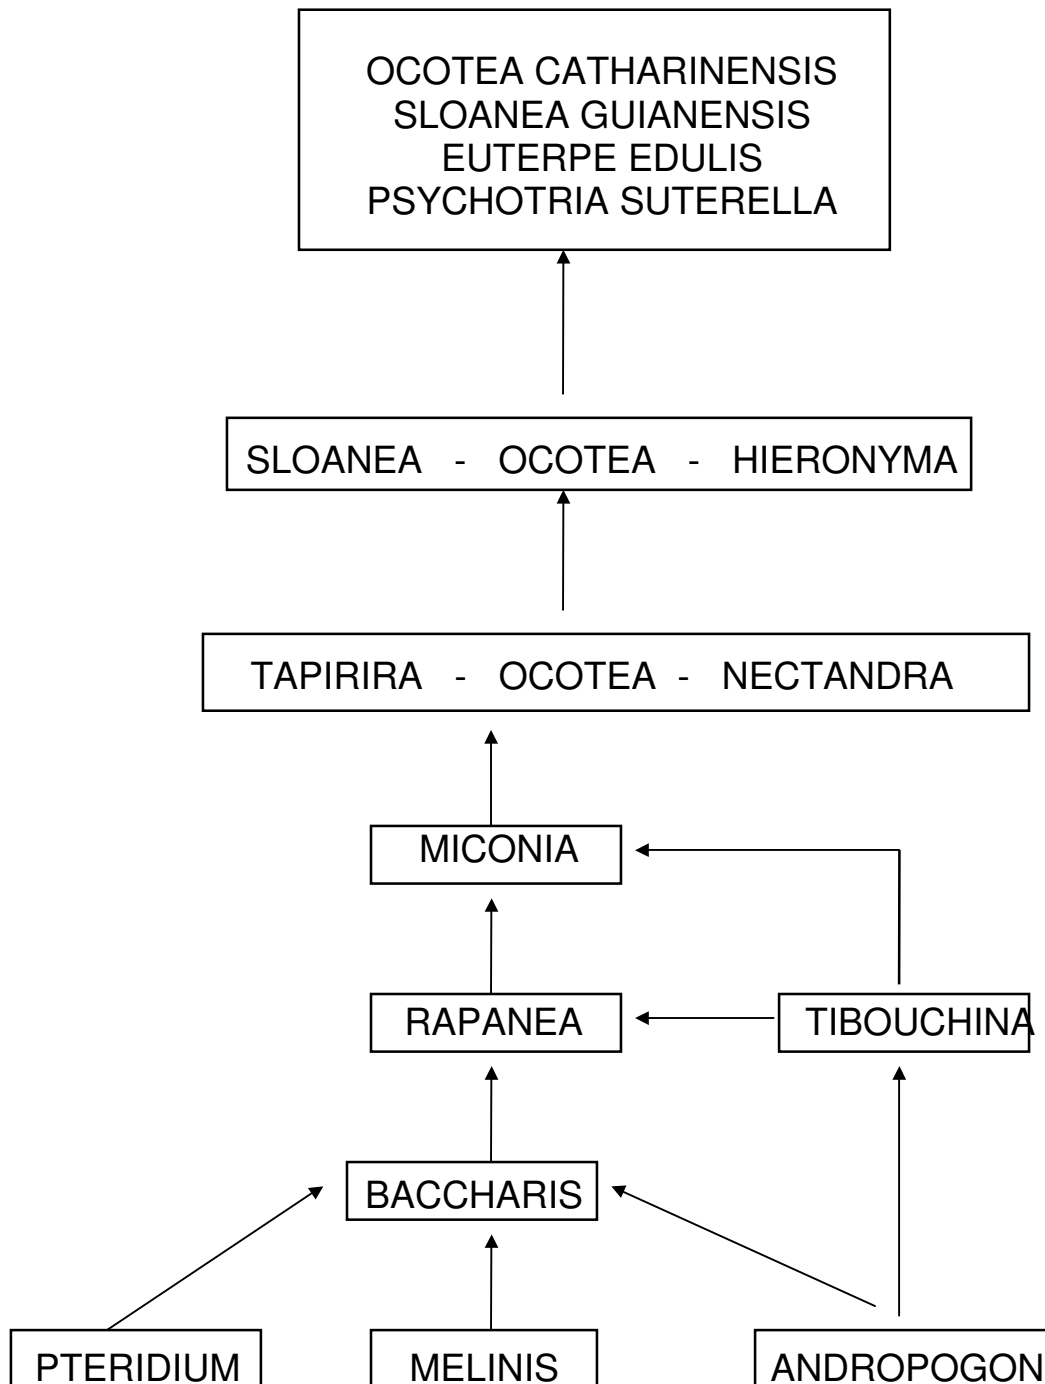 OCOTEA CATHARINENSIS
SLOANEA GUIANENSIS
EUTERPE EDULIS
PSYCHOTRIA SUTERELLA
SLOANEA - OCOTEA - HIERONYMA
TAPIRIRA - OCOTEA - NECTANDRA
MICONIA
RAPANEA TIBOUCHINA
BACCHARIS
PTERIDIUM MELINIS ANDROPOGON